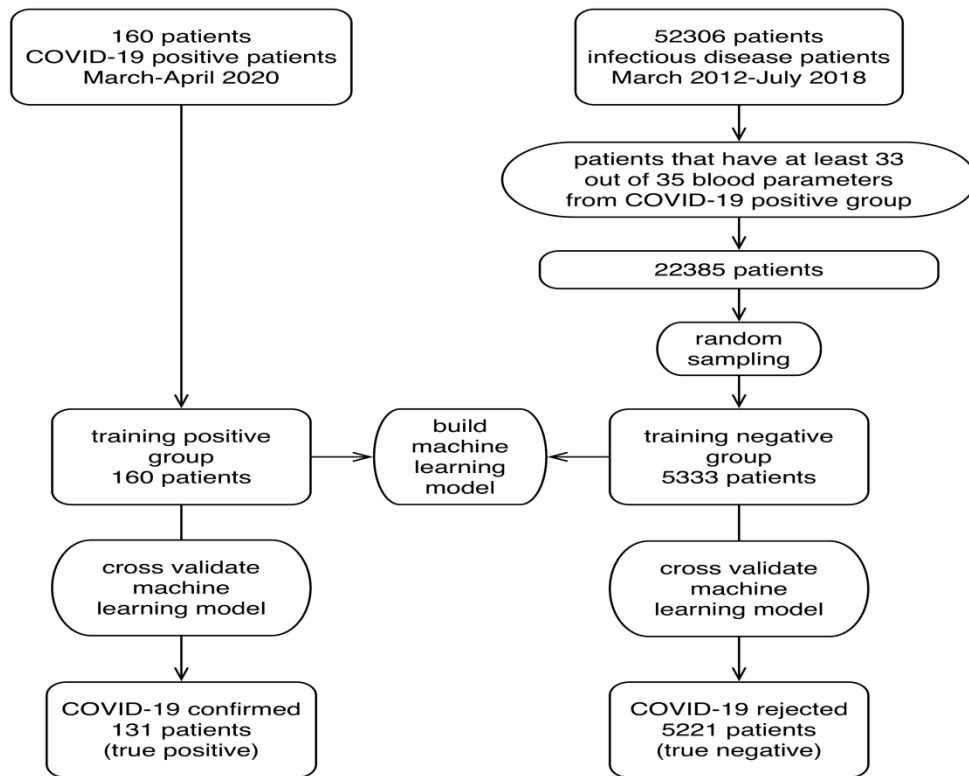 160 patients
COVID-19 positive patients
March-April 2020
52306 patients
infectious disease patients
March 2012-July 2018
patients that have at least 33
out of 35 blood parameters
from COVID-19 positive group
22385 patients
random
sampling
training positive
group
160 patients
build
machine
learning
model
training negative
group
5333 patients
cross validate
machine
learning model
cross validate
machine
learning model
COVID-19 confirmed
131 patients
(true positive)
COVID-19 rejected
5221 patients
(true negative)